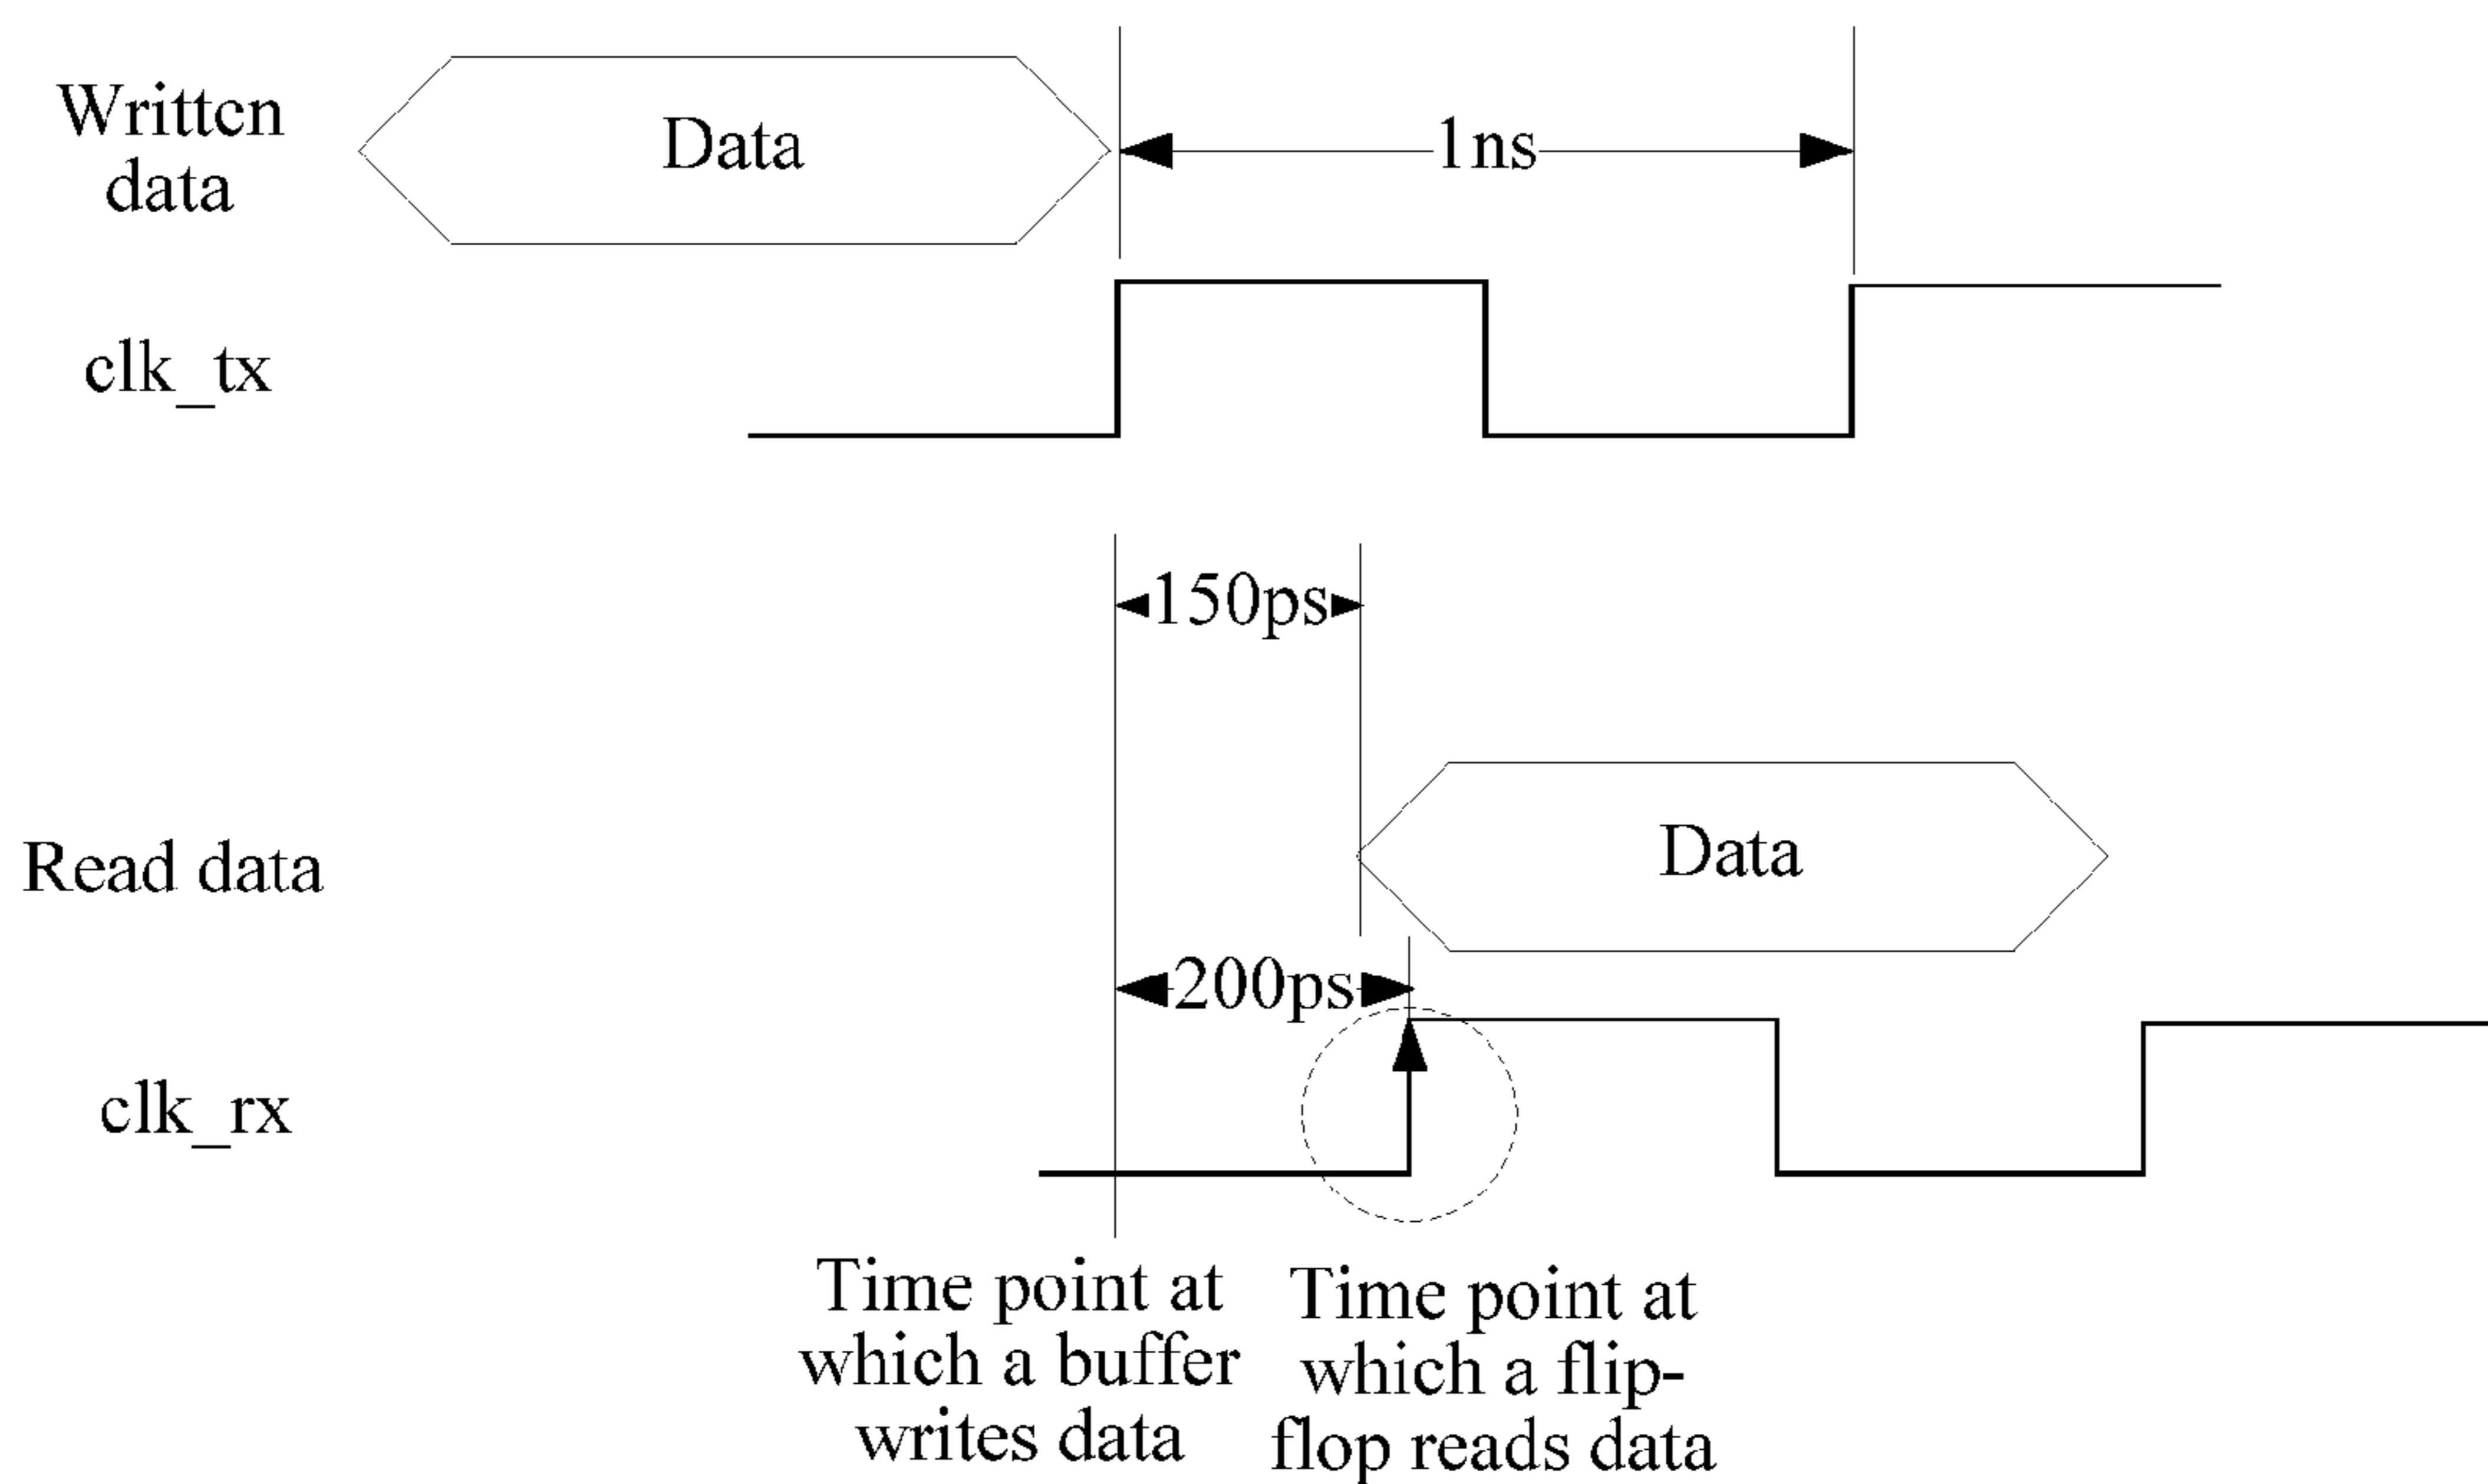 Written
data
Data
1ns
clk_tx
150ps
Read data
Data
200ps
clk_rx
Time point at
which a buffer
writes data
Time point at
which a flip-
flop reads data